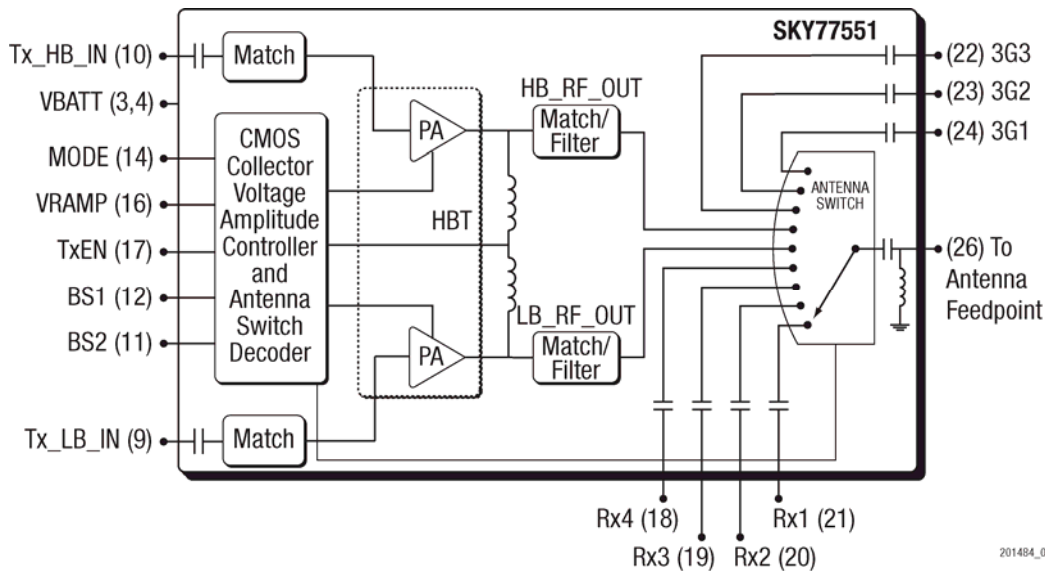 SKY77551
Tx_HB_IN (10)
Match
(22) 3G3
VBATT (3,4)
HB_RF_OUT
(23) 3G2
PA
Match/
Filter
(24) 3G1
CMOS
Collector
Voltage
Amplitude
Controller
and
Antenna
Switch
Decoder
MODE (14)
VRAMP (16)
TxEN (17)
BS1 (12)
BS2 (11)
HBT
ANTENNA
SWITCH
(26) To
Antenna
Feedpoint
LB_RF_OUT
PA
Match/
Filter
Tx_LB_IN (9)
Match
Rx4 (18)
Rx1 (21)
Rx3 (19)
Rx2 (20)
201484_0